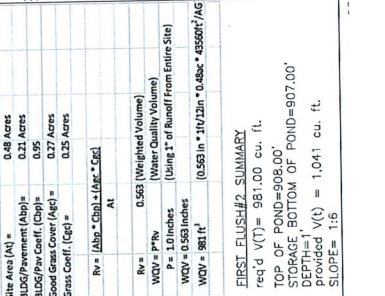 Site Area (At) = 0.48 Acres
BLDG/Pavement (Abp)= 0.21 Acres
BLDG/Pav Coeff. (Cbp)= 0.95
Good Grass Cover (Agc) = 0.27 Acres
Grass Coeff. (Cgc) = 0.25 Acres
Rv = (Abp * Cbp) + (Agc * Cgc)
At
Rv = 0.563 (Weighted Volume)
WQV = P*Rv (Water Quality Volume)
P = 1.0 Inches (Using 1" of Runoff From Entire Site)
WQV = 0.563 Inches
WQV = 981 ft³ (0.563 in * 1ft/12in * 0.48ac * 43560ft²/AC
FIRST FLUSH#2 SUMMARY
req'd V(t)= 981.00 cu. ft.
TOP OF POND=908.00'
STORAGE BOTTOM OF POND=907.00'
DEPTH=1'
provided V(t) = 1,041 cu. ft.
SLOPE= 1:6